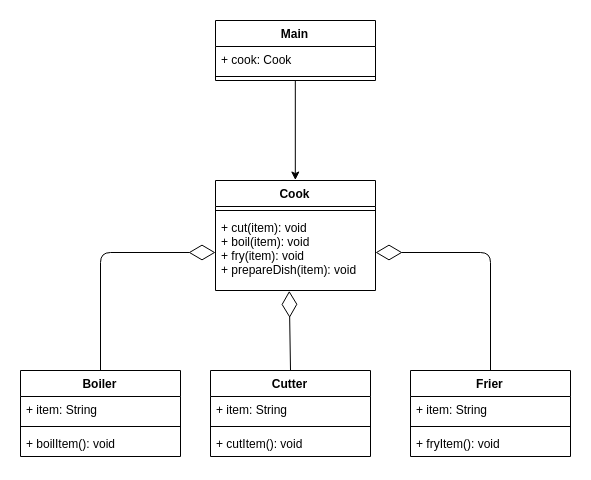 Main
+ cook: Cook
Cook
+ cut(item): void
+ boil(item): void
+ fry(item): void
+ prepareDish(item): void
Boiler
+ item: String
+ boilItem(): void
Cutter
+ item: String
+ cutItem(): void
Frier
+ item: String
+ fryItem(): void